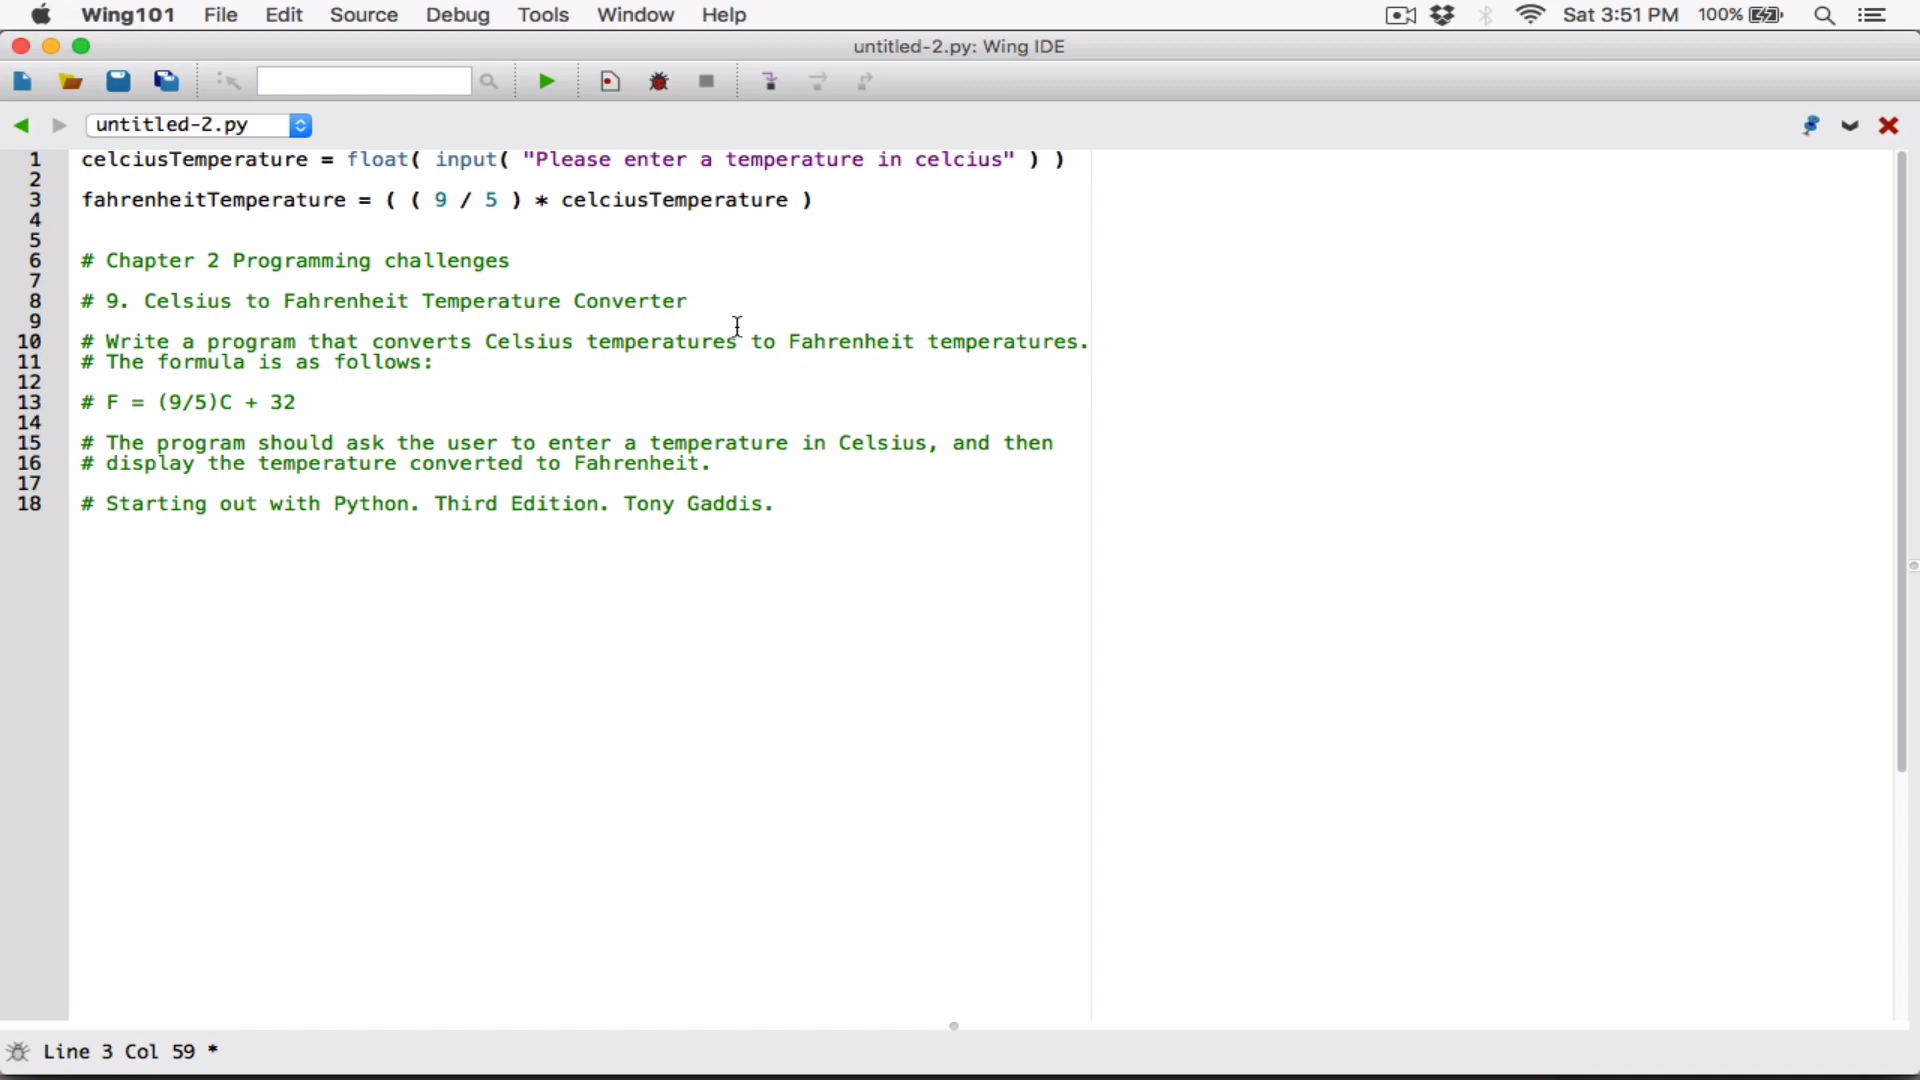 Wing101 File Edit Source Debug Tools Window Help Sat 3:51 PM 100%
untitled-2.py: Wing IDE
untitled-2.py
1 celciusTemperature = float( input( "Please enter a temperature in celcius" ) )
2
3 fahrenheitTemperature = ( ( 9 / 5 ) * celciusTemperature )
4
5
6 # Chapter 2 Programming challenges
7
8 # 9. Celsius to Fahrenheit Temperature Converter
9
10 # Write a program that converts Celsius temperatures to Fahrenheit temperatures.
11 # The formula is as follows:
12
13 # F = (9/5)C + 32
14
15 # The program should ask the user to enter a temperature in Celsius, and then
16 # display the temperature converted to Fahrenheit.
17
18 # Starting out with Python. Third Edition. Tony Gaddis.
Line 3 Col 59 *